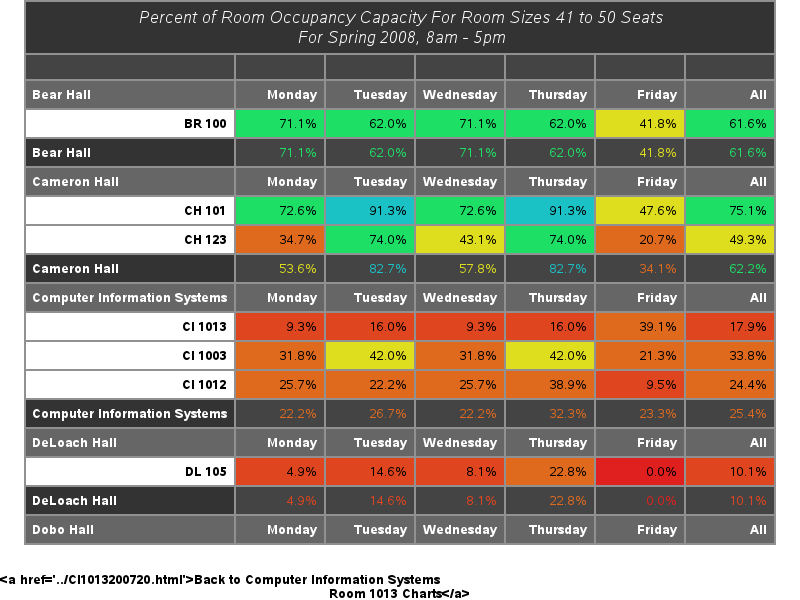 Percent of Room Occupancy Capacity For Room Sizes 41 to 50 Seats
For Spring 2008, 8am - 5pm
Bear Hall Monday Tuesday Wednesday Thursday Friday All
BR 100 71.1% 62.0% 71.1% 62.0% 41.8% 61.6%
Bear Hall 71.1% 62.0% 71.1% 62.0% 41.8% 61.6%
Cameron Hall Monday Tuesday Wednesday Thursday Friday All
CH 101 72.6% 91.3% 72.6% 91.3% 47.6% 75.1%
CH 123 34.7% 74.0% 43.1% 74.0% 20.7% 49.3%
Cameron Hall 53.6% 82.7% 57.8% 82.7% 34.1% 62.2%
Computer Information Systems Monday Tuesday Wednesday Thursday Friday All
CI 1013 9.3% 16.0% 9.3% 16.0% 39.1% 17.9%
CI 1003 31.8% 42.0% 31.8% 42.0% 21.3% 33.8%
CI 1012 25.7% 22.2% 25.7% 38.9% 9.5% 24.4%
Computer Information Systems 22.2% 26.7% 22.2% 32.3% 23.3% 25.4%
DeLoach Hall Monday Tuesday Wednesday Thursday Friday All
DL 105 4.9% 14.6% 8.1% 22.8% 0.0% 10.1%
DeLoach Hall 4.9% 14.6% 8.1% 22.8% 0.0% 10.1%
Dobo Hall Monday Tuesday Wednesday Thursday Friday All
<a href='../CI1013200720.html'>Back to Computer Information Systems
Room 1013 Charts</a>